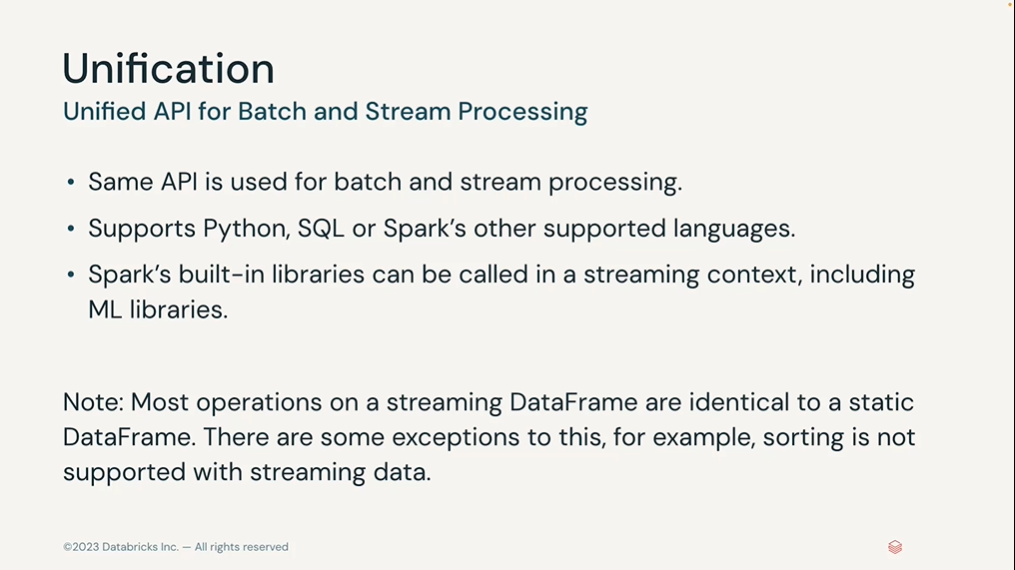 Unification
Unified API for Batch and Stream Processing
• Same API is used for batch and stream processing.
• Supports Python, SQL or Spark’s other supported languages.
• Spark’s built-in libraries can be called in a streaming context, including
ML libraries.
Note: Most operations on a streaming DataFrame are identical to a static
DataFrame. There are some exceptions to this, for example, sorting is not
supported with streaming data.
©2023 Databricks Inc. — All rights reserved